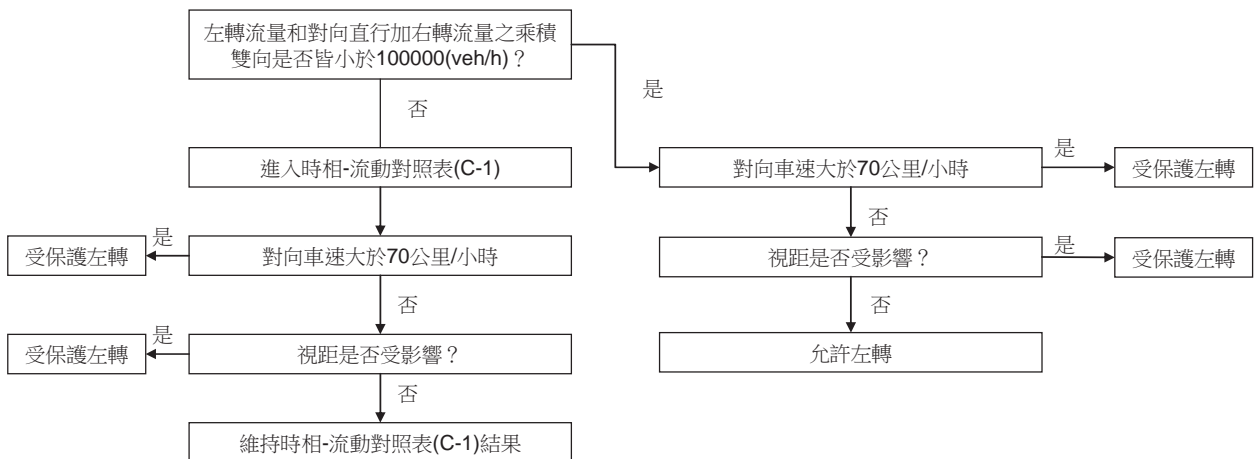 左轉流量和對向直行加右轉流量之乘積
雙向是否皆小於100000(veh/h)？
是
否
進入時相-流動對照表(C-1)
對向車速大於70公里/小時
是
受保護左轉
否
受保護左轉
是
對向車速大於70公里/小時
視距是否受影響？
是
受保護左轉
否
否
受保護左轉
是
視距是否受影響？
允許左轉
否
維持時相-流動對照表(C-1)結果